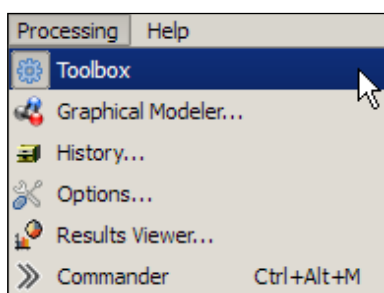 Processing Help
Toolbox
Graphical Modeler...
History...
Options...
Results Viewer...
Commander Ctrl+Alt+M